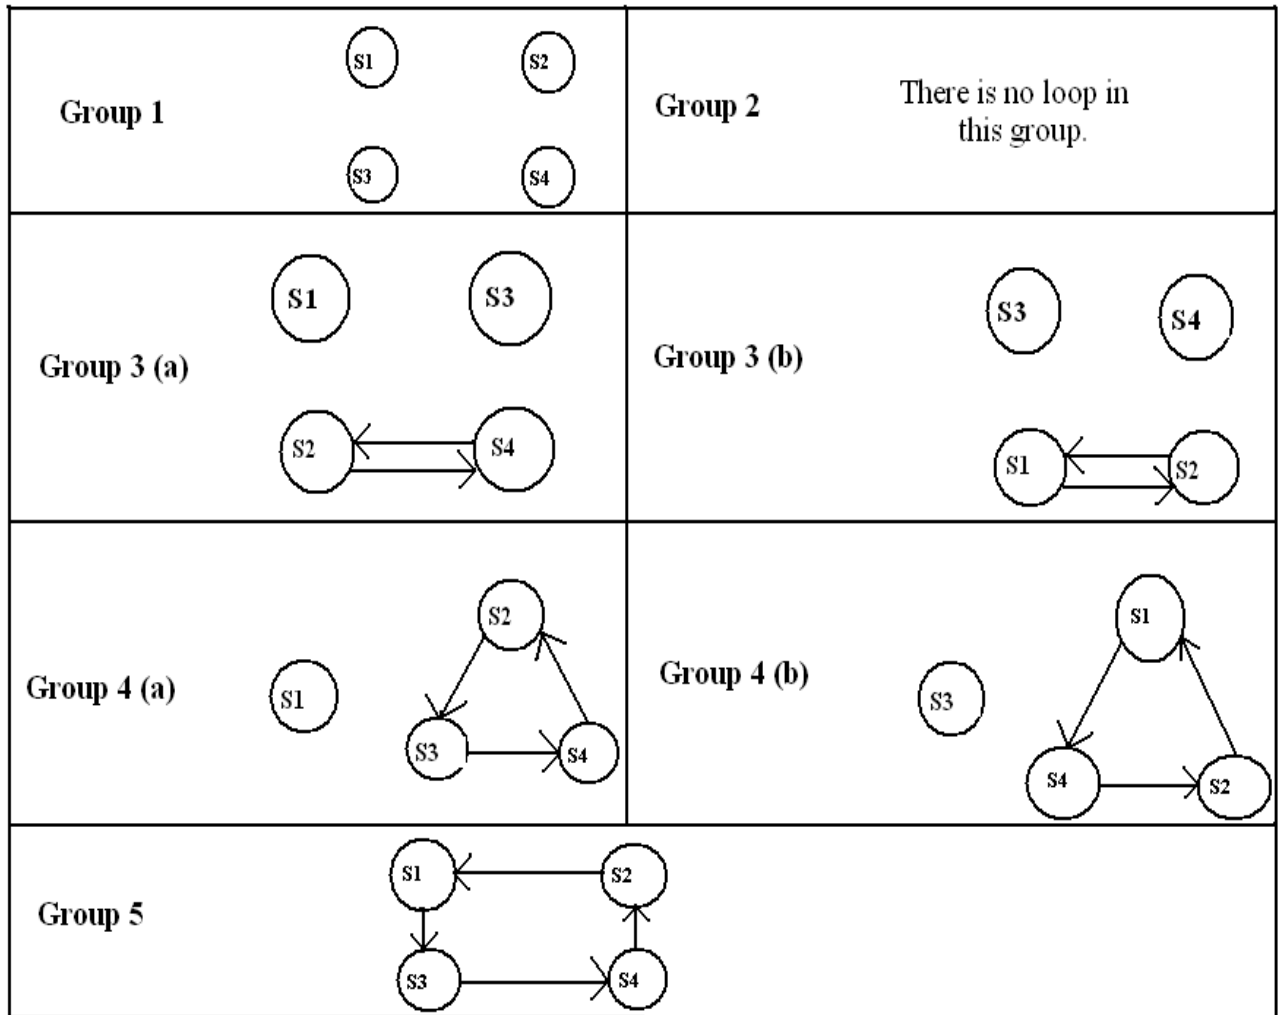 Group 1
S1
S2
S3
S4
Group 2
There is no loop in
this group.
Group 3 (a)
S1
S3
S2
S4
Group 3 (b)
S3
S4
S1
S2
Group 4 (a)
S1
S2
S3
S4
Group 4 (b)
S3
S1
S4
S2
Group 5
S1
S2
S3
S4